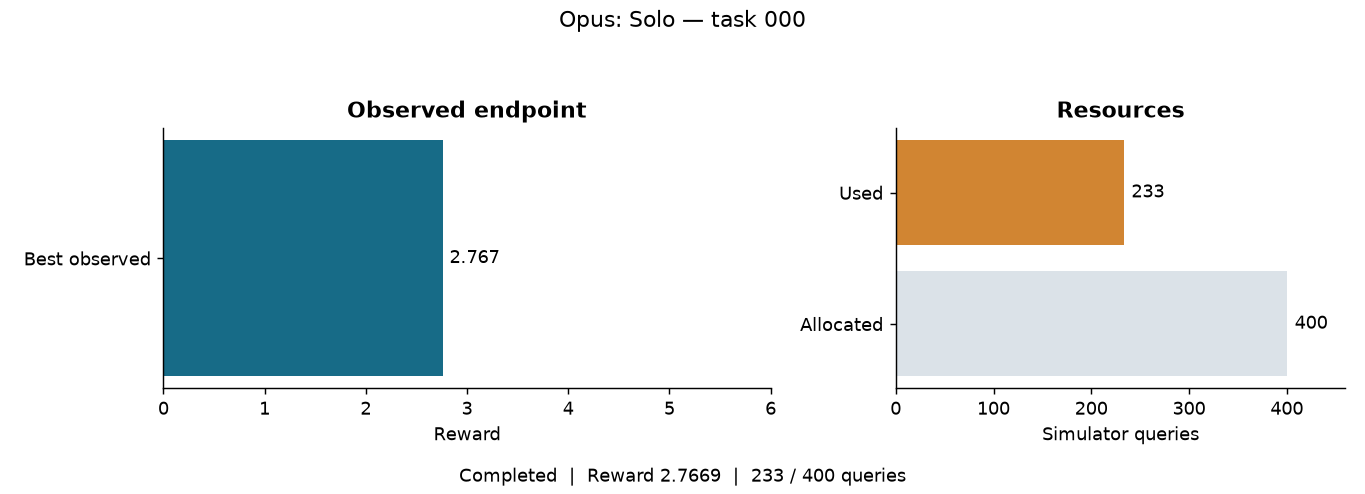 Opus: Solo — task 000
Observed endpoint
Best observed
2.767
0 1 2 3 4 5 6
Reward
Resources
Used
233
Allocated
400
0 100 200 300 400
Simulator queries
Completed | Reward 2.7669 | 233 / 400 queries